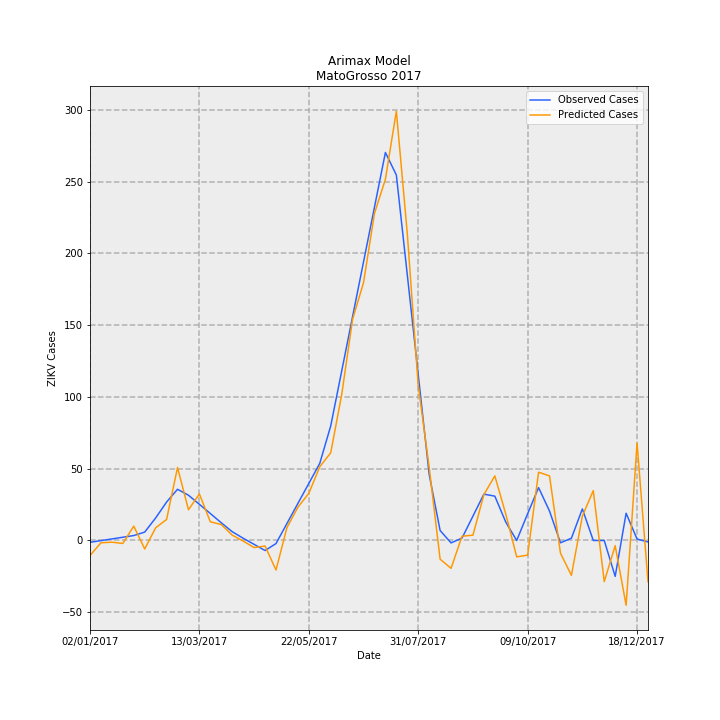 Arimax Model
MatoGrosso 2017
Observed Cases
Predicted Cases
ZIKV Cases
300
250
200
150
100
50
0
−50
02/01/2017
13/03/2017
22/05/2017
31/07/2017
09/10/2017
18/12/2017
Date